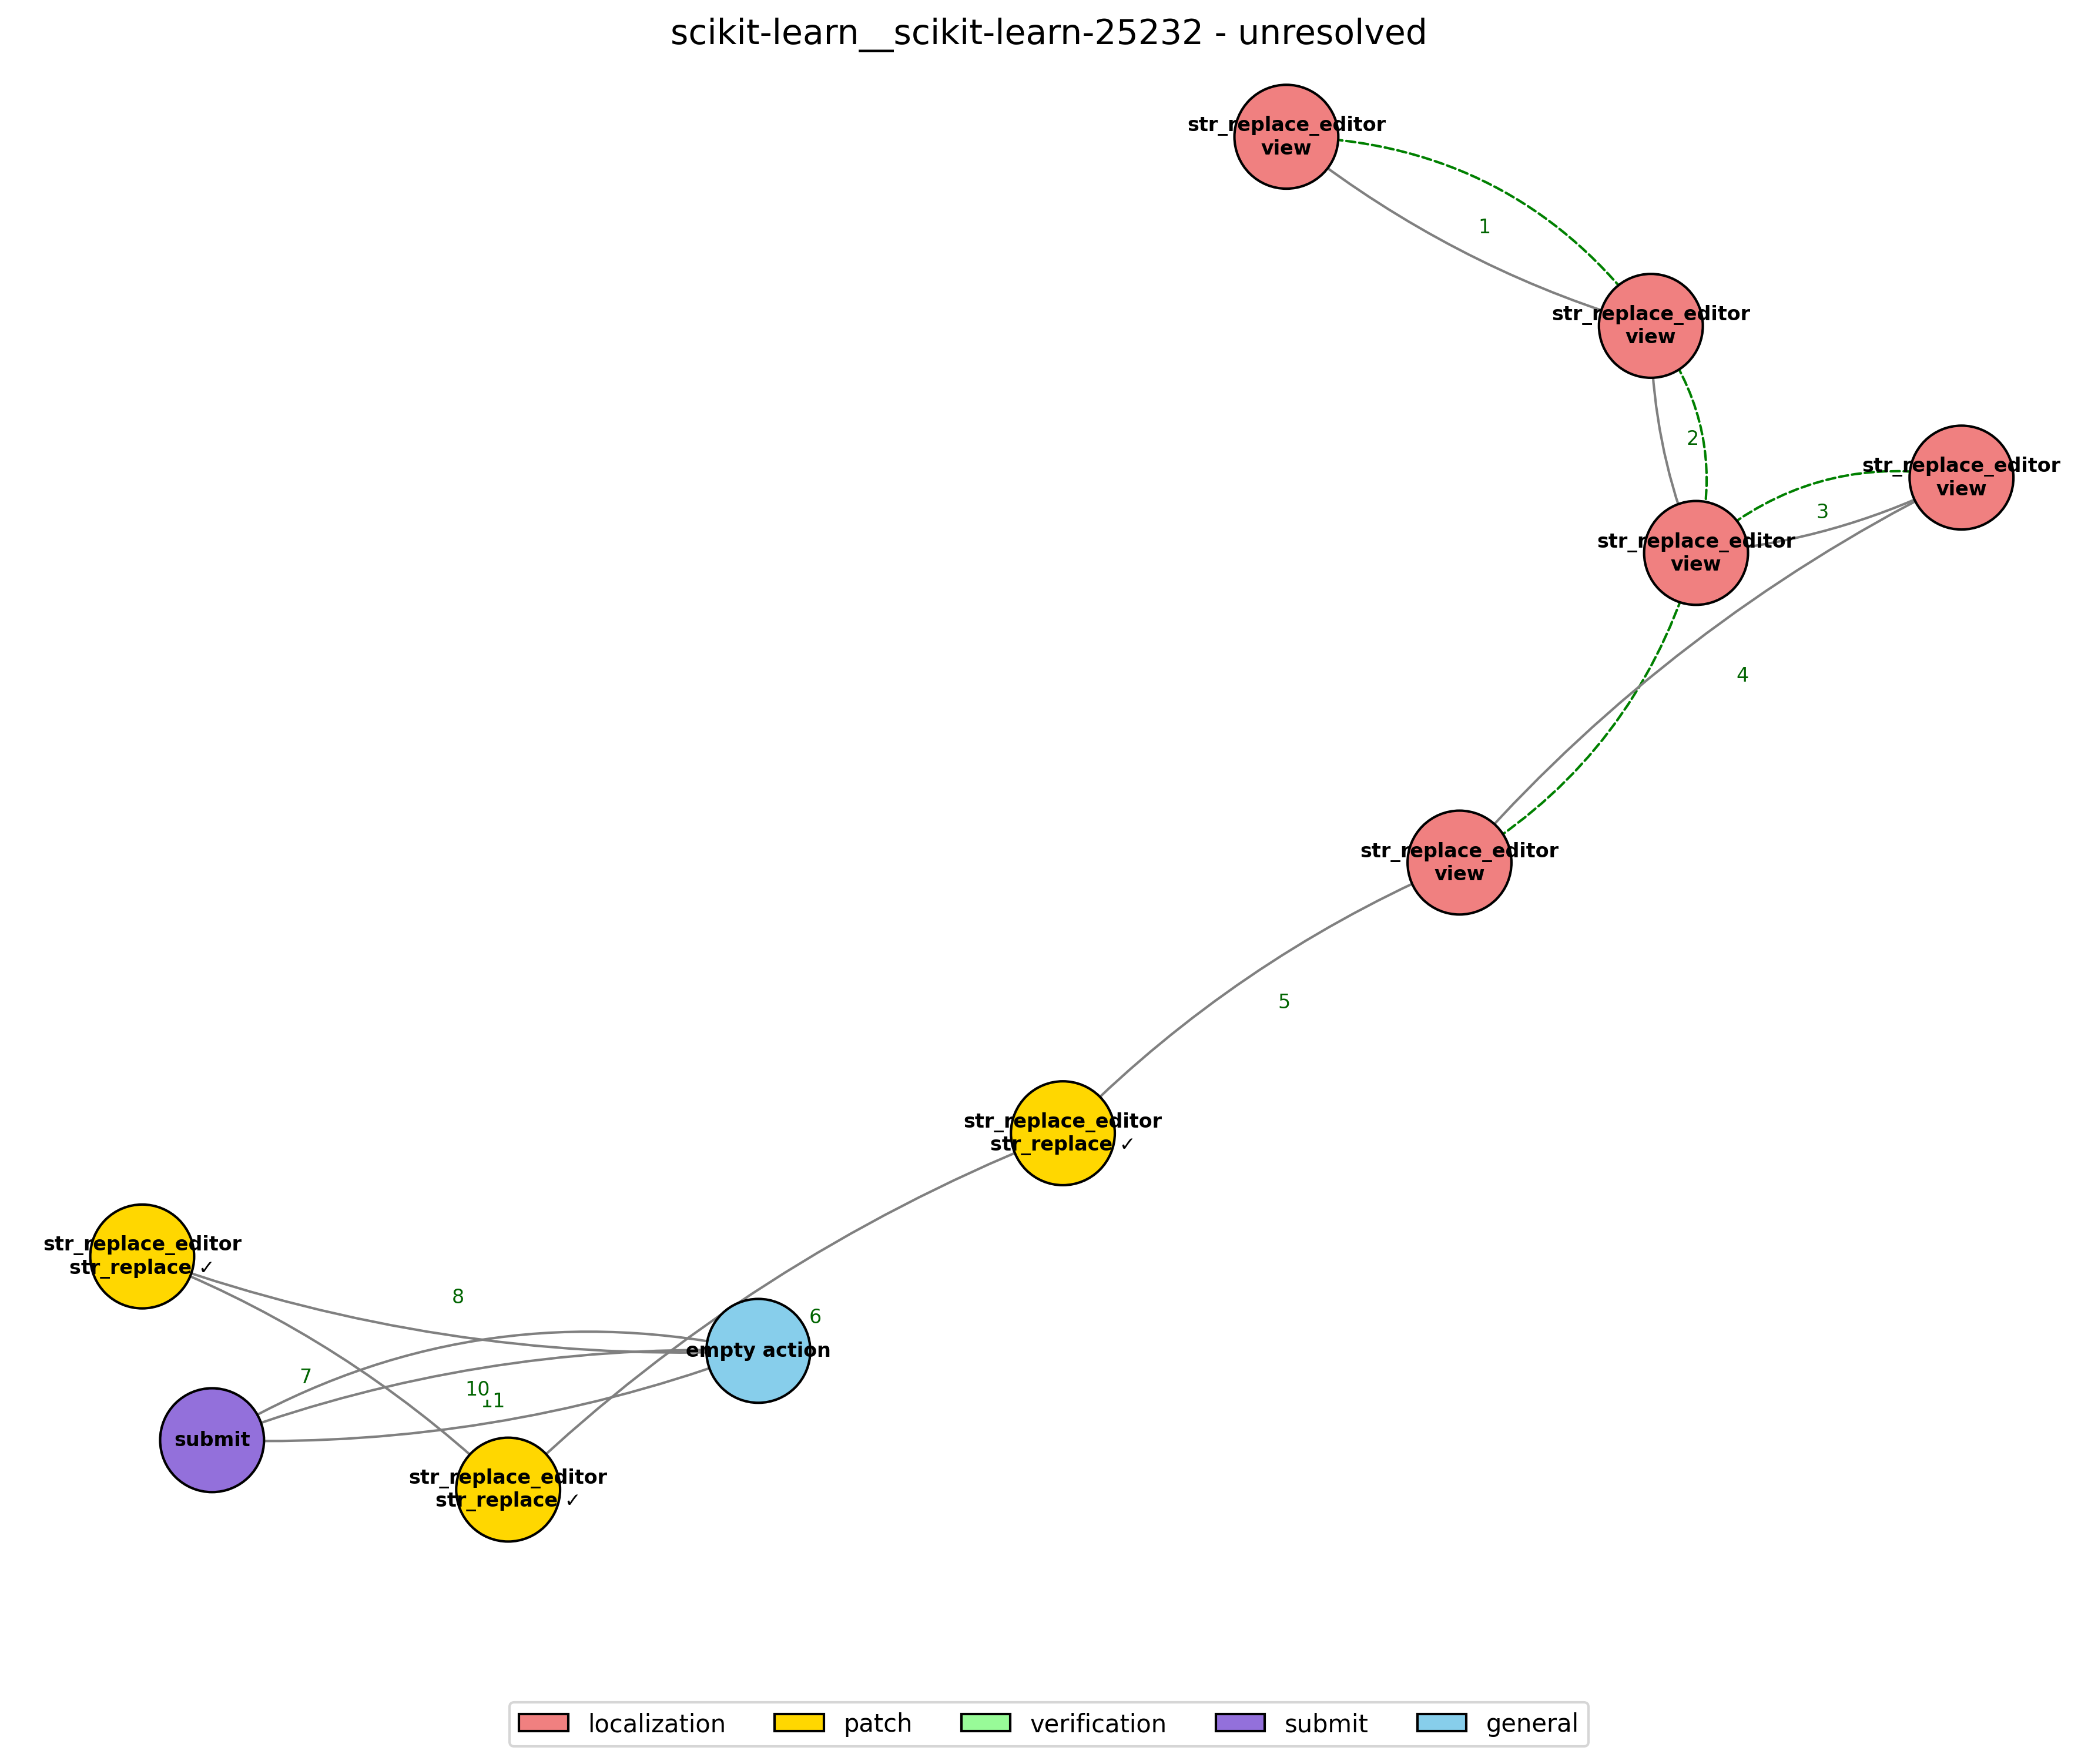 scikit-learn__scikit-learn-25232 - unresolved
str_replace_editor
view
1
str_replace_editor
view
2
str_replace_editor
view
3
str_replace_editor
view
4
str_replace_editor
view
5
str_replace_editor
str_replace ✓
6
str_replace_editor
str_replace ✓
8
empty action
7
10
11
submit
str_replace_editor
str_replace ✓
localization
patch
verification
submit
general